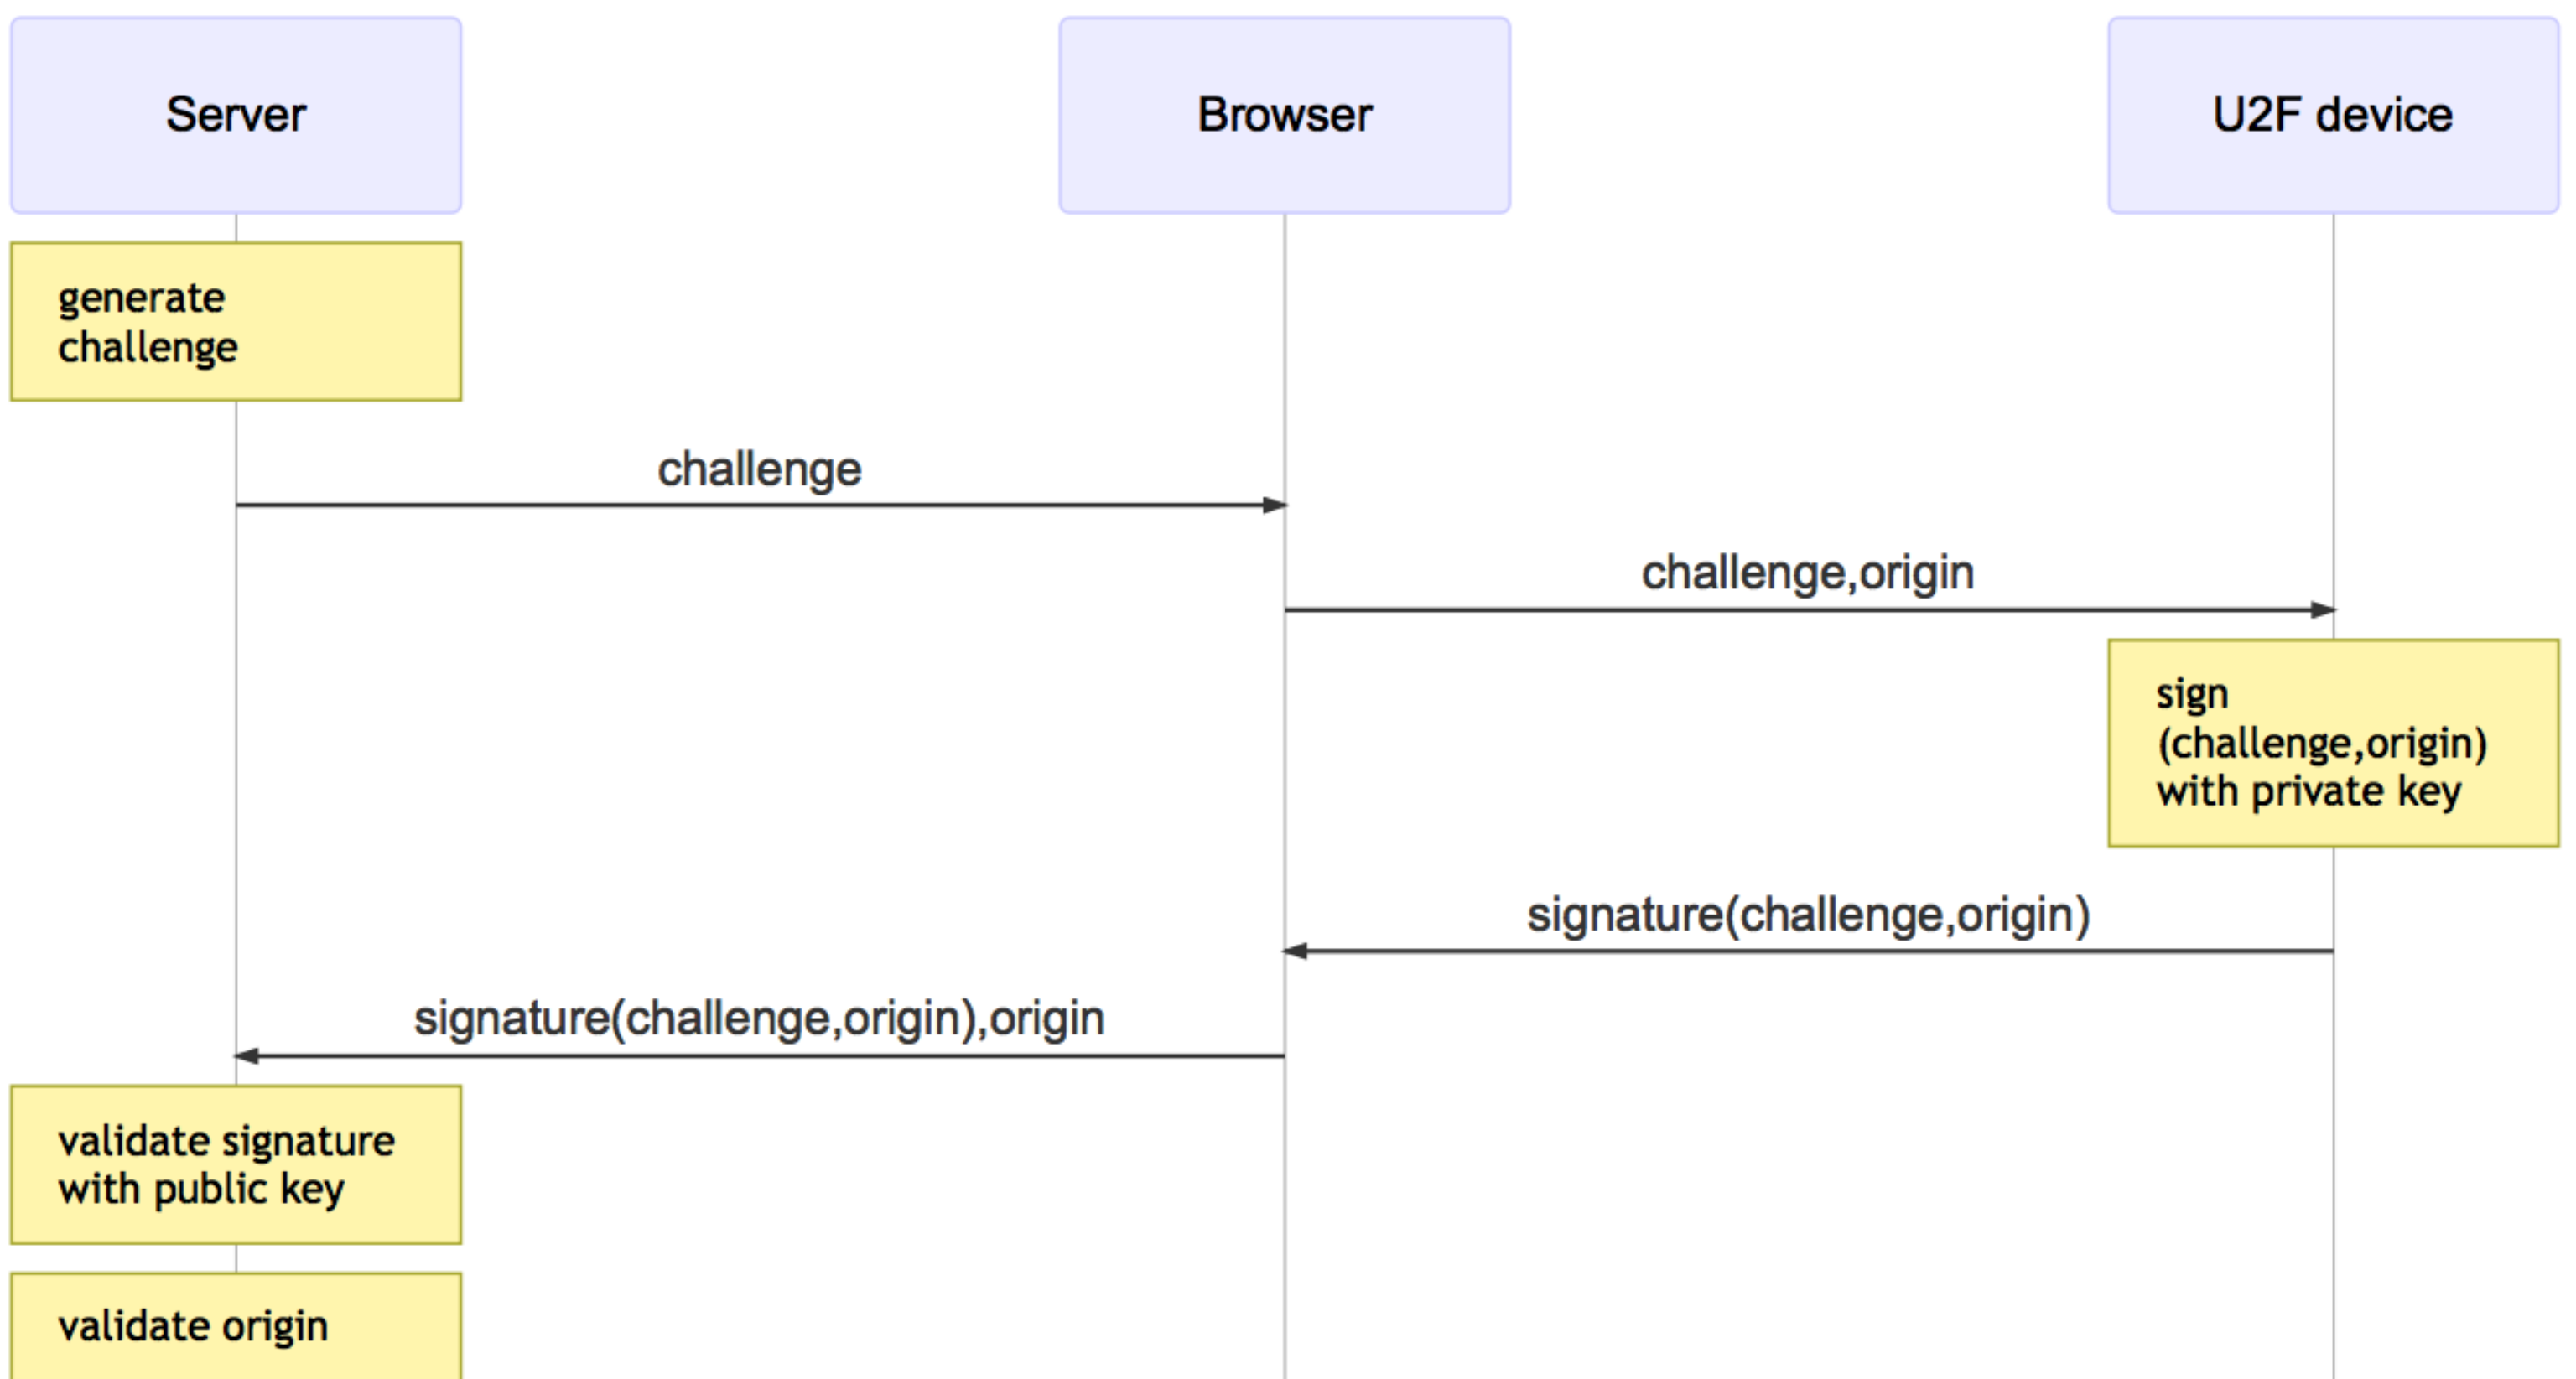 Server
Browser
U2F device
generate
challenge
challenge
challenge,origin
sign
(challenge,origin)
with private key
signature(challenge,origin)
signature(challenge,origin),origin
validate signature
with public key
validate origin